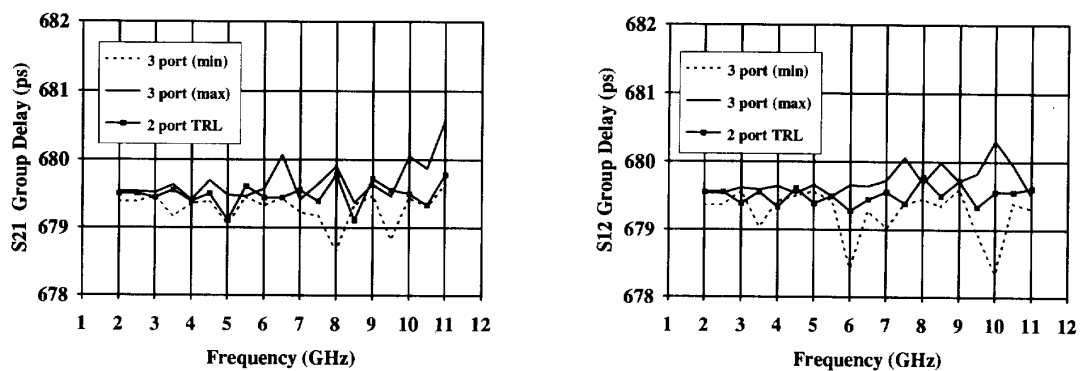 682
681
680
679
678
S21 Group Delay (ps)
3 port (min)
3 port (max)
2 port TRL
1 2 3 4 5 6 7 8 9 10 11 12
Frequency (GHz)
682
681
680
679
678
S12 Group Delay (ps)
3 port (min)
3 port (max)
2 port TRL
1 2 3 4 5 6 7 8 9 10 11 12
Frequency (GHz)